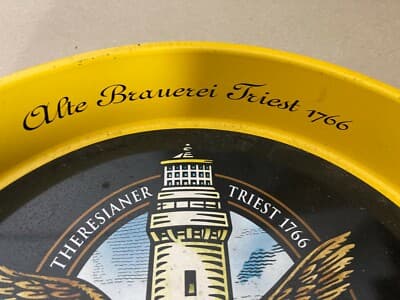 Alte Brauerei Triest 1766
THERESIANER
TRIEST 1766